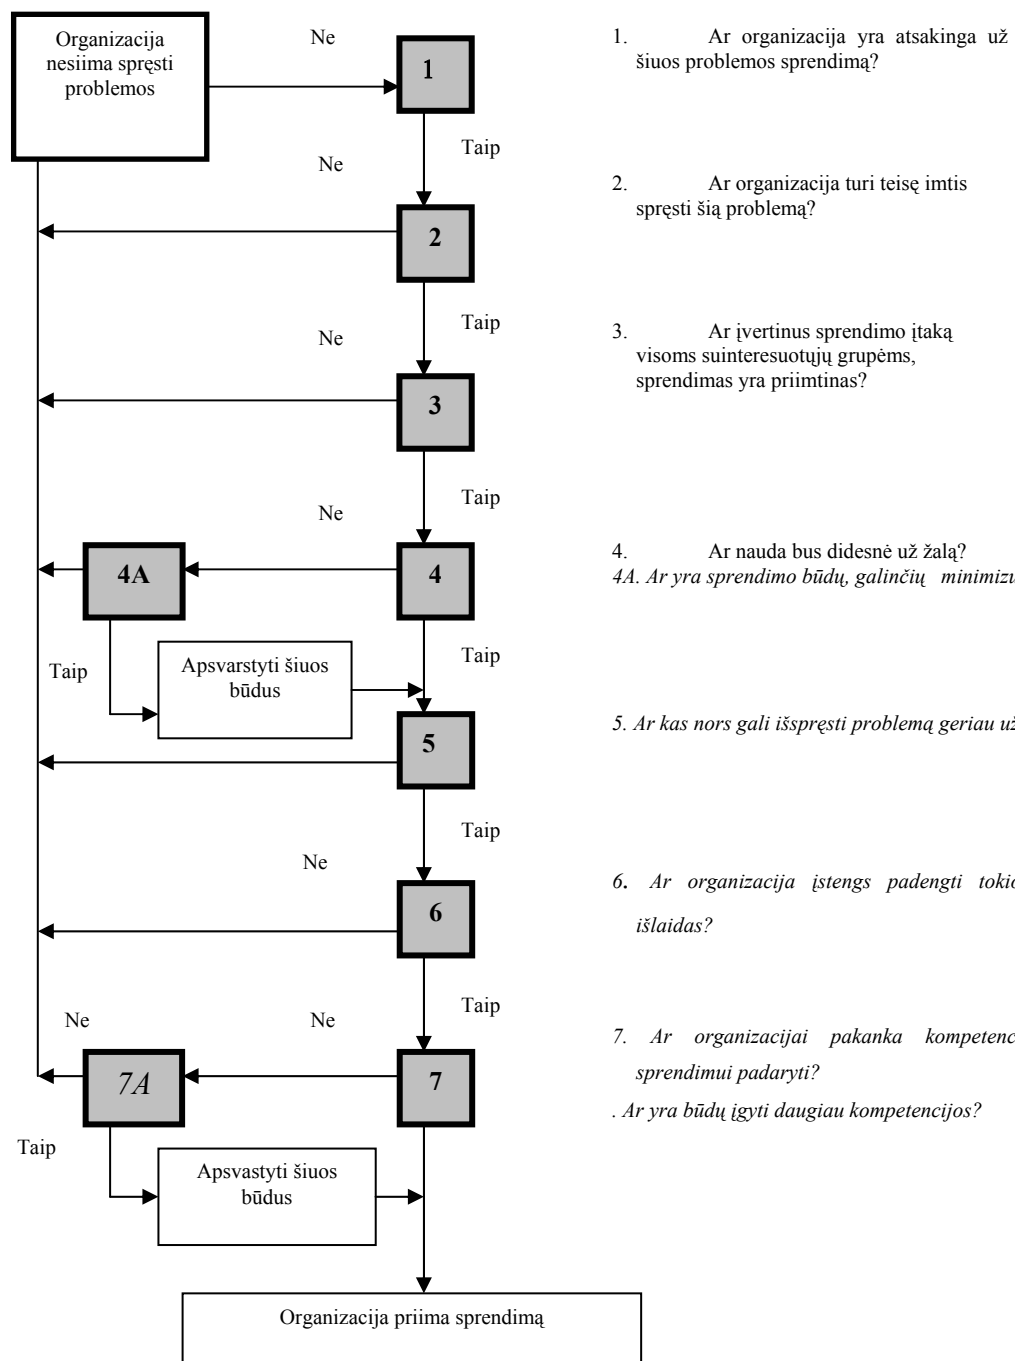 Organizacija
nesiima spręsti
problemos
Ne
1
1. Ar organizacija yra atsakinga už
šiuos problemos sprendimą?
Taip
Ne
2
2. Ar organizacija turi teisę imtis
spręsti šią problemą?
Taip
Ne
3
3. Ar įvertinus sprendimo įtaką
visoms suinteresuotųjų grupėms,
sprendimas yra priimtinas?
Taip
Ne
4A
4
4. Ar nauda bus didesnė už žalą?
4A. Ar yra sprendimo būdų, galinčių
Taip
Apsvarstyti šiuos
būdus
Taip
5
5. Ar kas nors gali išspręsti problemą geriau
Taip
Ne
6
6. Ar organizacija įstengs padengti
išlaidas?
Taip
Ne
Ne
7A
7
7. Ar organizacijai pakanka
sprendimui padaryti?
. Ar yra būdų įgyti daugiau kompetencijos?
Taip
Apsvastyti šiuos
būdus
Organizacija priima sprendimą